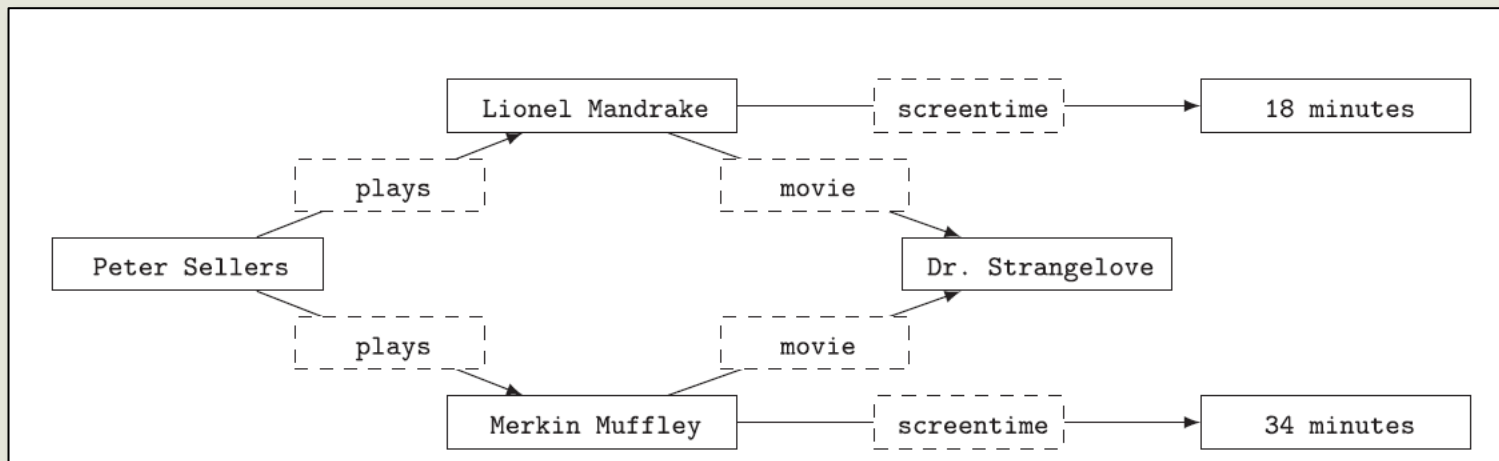 Lionel Mandrake screentime 18 minutes
plays movie
Peter Sellers Dr. Strangelove
plays movie
Merkin Muffley screentime 34 minutes